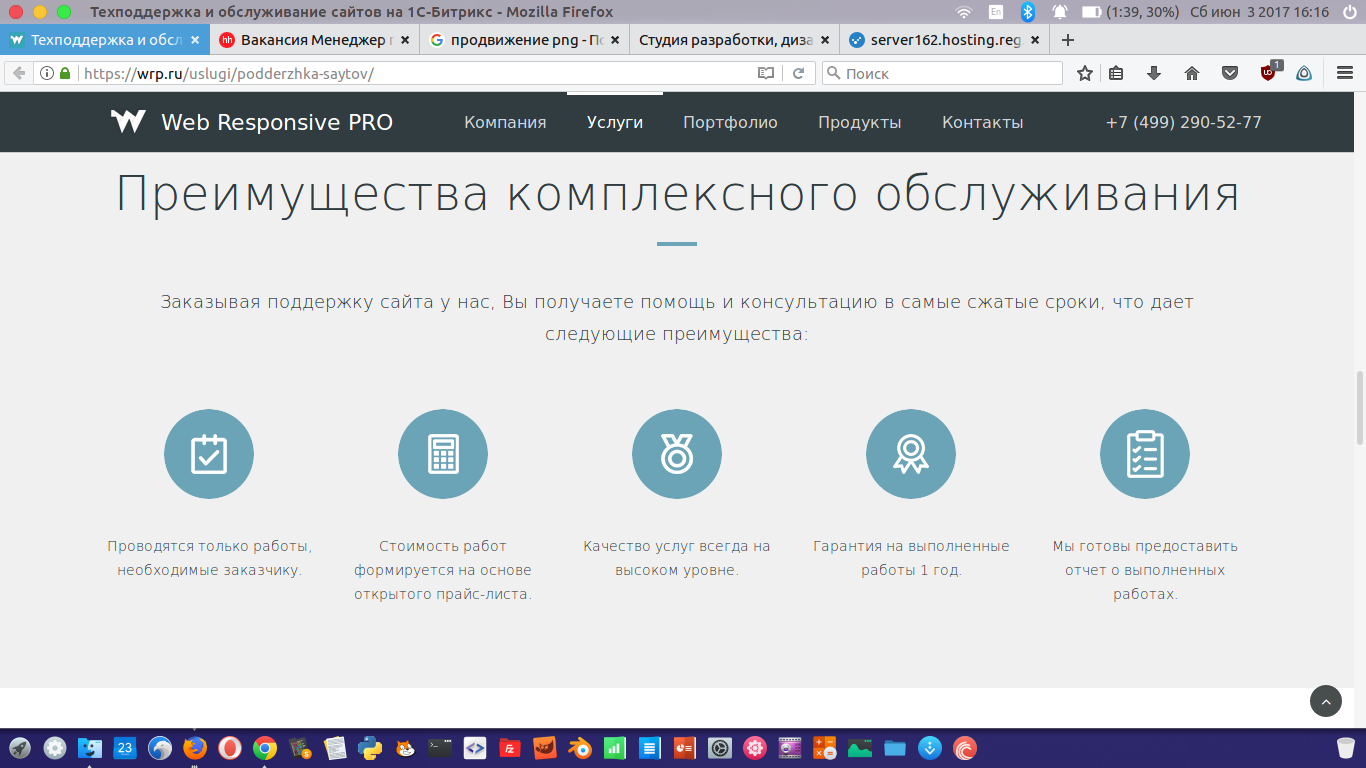 Техподдержка и обслуживание сайтов на 1С-Битрикс - Mozilla Firefox
En
(1:39, 30%)
Сб июн 3 2017 16:16
Техподдержка и обсл
hh
Вакансия Менеджер п
продвижение png - По
Студия разработки, диза
server162.hosting.reg
https://wrp.ru/uslugi/podderzhka-saytov/
Поиск
1
Web Responsive PRO
Компания
Услуги
Портфолио
Продукты
Контакты
+7 (499) 290-52-77
Преимущества комплексного обслуживания
Заказывая поддержку сайта у нас, Вы получаете помощь и консультацию в самые сжатые сроки, что дает
следующие преимущества:
Проводятся только работы,
необходимые заказчику.
Стоимость работ
формируется на основе
открытого прайс-листа.
Качество услуг всегда на
высоком уровне.
Гарантия на выполненные
работы 1 год.
Мы готовы предоставить
отчет о выполненных
работах.
23
fz